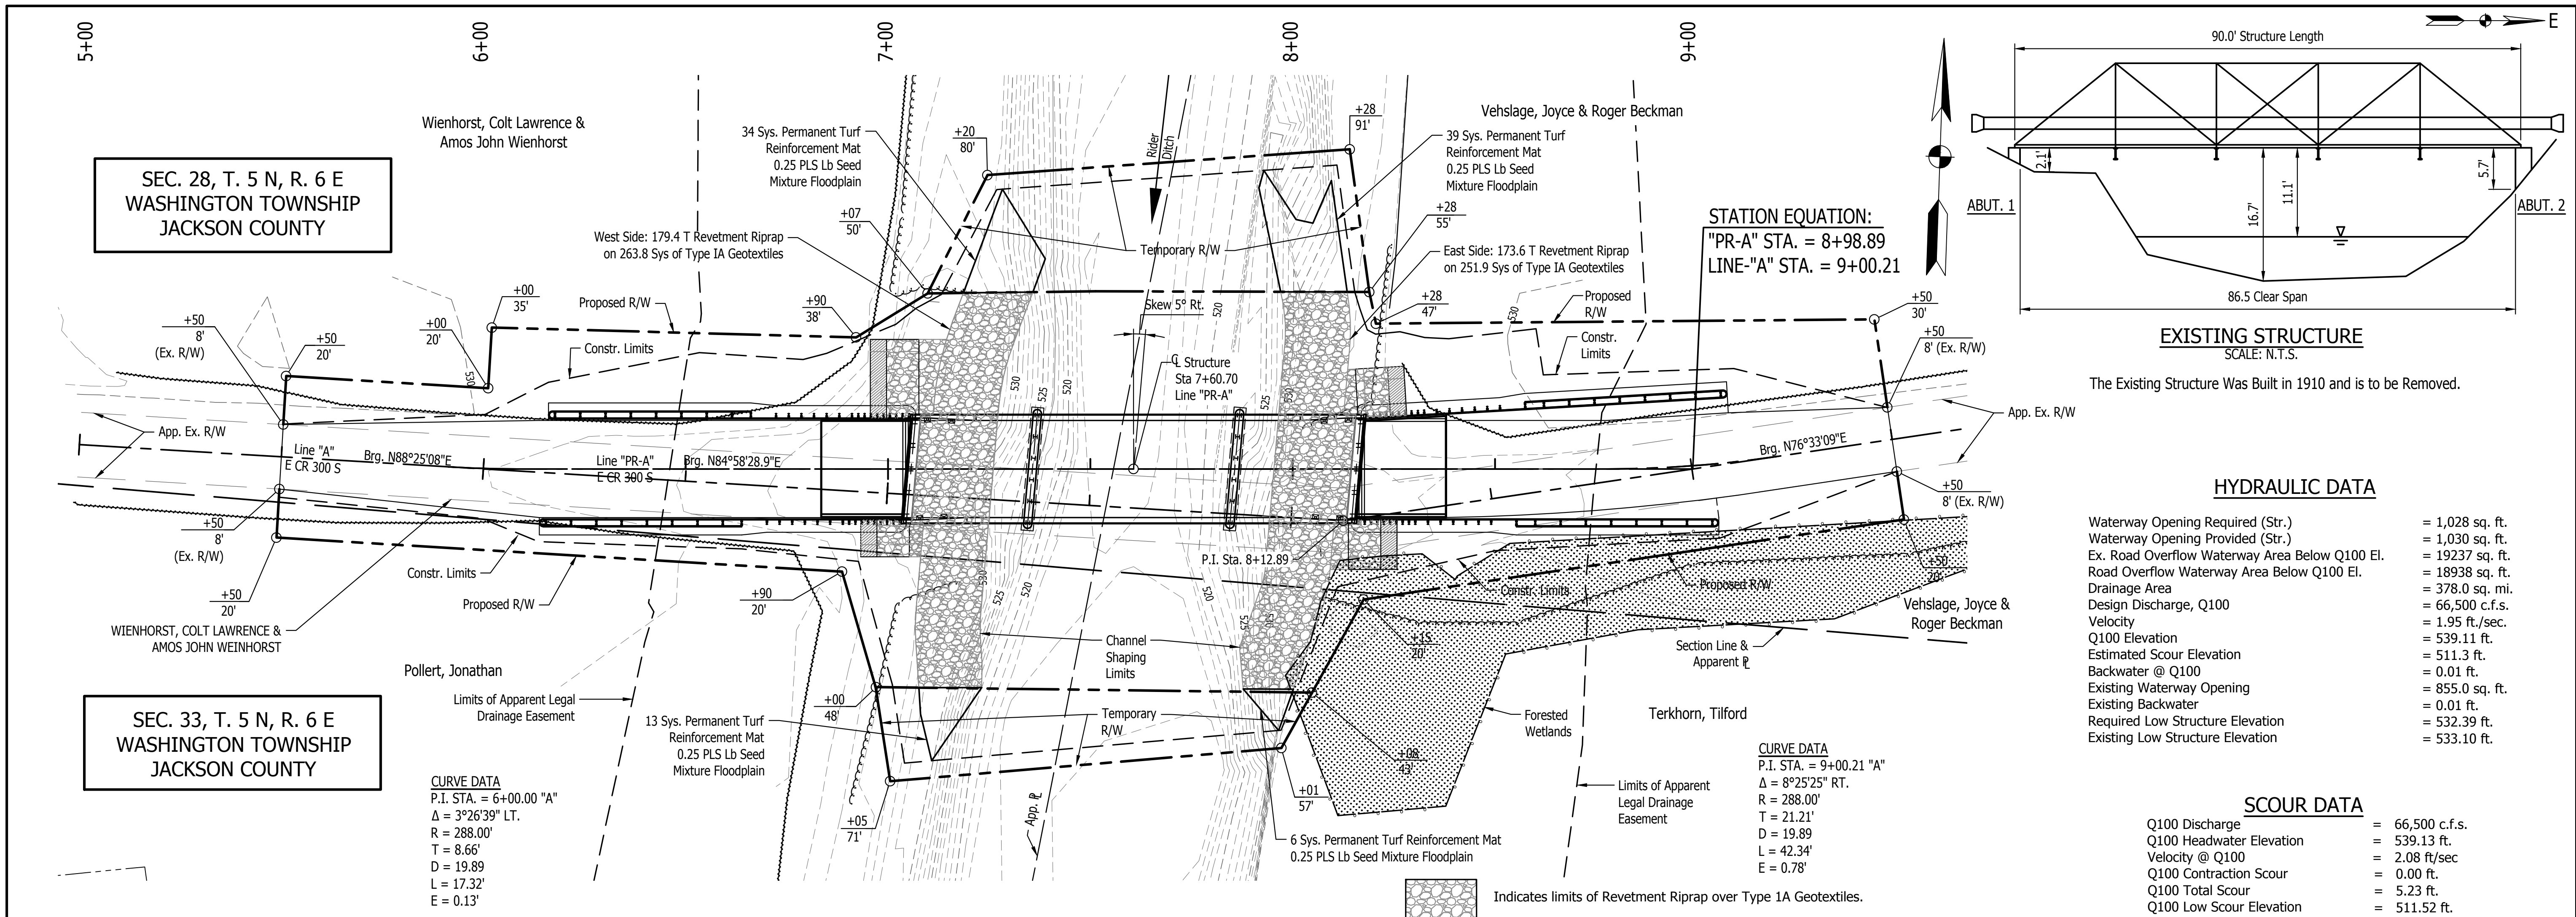 5+00
6+00
7+00
8+00
9+00
E
90.0' Structure Length
Wienhorst, Colt Lawrence &
Amos John Wienhorst
SEC. 28, T. 5 N, R. 6 E
WASHINGTON TOWNSHIP
JACKSON COUNTY
34 Sys. Permanent Turf
Reinforcement Mat
0.25 PLS Lb Seed
Mixture Floodplain
+20
80'
Rider
Ditch
+28
91'
Vehslage, Joyce & Roger Beckman
39 Sys. Permanent Turf
Reinforcement Mat
0.25 PLS Lb Seed
Mixture Floodplain
+07
50'
+28
55'
West Side: 179.4 T Revetment Riprap
on 263.8 Sys of Type IA Geotextiles
Temporary R/W
East Side: 173.6 T Revetment Riprap
on 251.9 Sys of Type IA Geotextiles
STATION EQUATION:
"PR-A" STA. = 8+98.89
LINE-"A" STA. = 9+00.21
2.1'
16.7'
11.1'
5.7'
ABUT. 1
ABUT. 2
86.5 Clear Span
EXISTING STRUCTURE
SCALE: N.T.S.
The Existing Structure Was Built in 1910 and is to be Removed.
+50
8'
(Ex. R/W)
+50
20'
+00
20'
+00
35'
530
Proposed R/W
Constr. Limits
+90
38'
520
Skew 5° Rt.
520
+28
47'
530
Proposed
R/W
Constr.
Limits
+50
30'
+50
8' (Ex. R/W)
℄ Structure
Sta 7+60.70
Line "PR-A"
530
525
520
525
530
App. Ex. R/W
Line "A"
E CR 300 S
Brg. N88°25'08"E
Line "PR-A"
E CR 300 S
Brg. N84°58'28.9"E
Brg. N76°33'09"E
App. Ex. R/W
+50
8'
(Ex. R/W)
+50
20'
WIENHORST, COLT LAWRENCE &
AMOS JOHN WEINHORST
Constr. Limits
Proposed R/W
+90
20'
530
525
520
P.I. Sta. 8+12.89
520
525
530
Constr. Limits
Proposed R/W
+50
8' (Ex. R/W)
+50
20'
Vehslage, Joyce &
Roger Beckman
+15
20'
Section Line &
Apparent ⅊
Pollert, Jonathan
Limits of Apparent Legal
Drainage Easement
Channel
Shaping
Limits
+00
48'
13 Sys. Permanent Turf
Reinforcement Mat
0.25 PLS Lb Seed
Mixture Floodplain
Temporary
R/W
+08
43'
Forested
Wetlands
Terkhorn, Tilford
+01
57'
+05
71'
App. ⅊
Limits of Apparent
Legal Drainage
Easement
6 Sys. Permanent Turf Reinforcement Mat
0.25 PLS Lb Seed Mixture Floodplain
SEC. 33, T. 5 N, R. 6 E
WASHINGTON TOWNSHIP
JACKSON COUNTY
CURVE DATA
P.I. STA. = 6+00.00 "A"
Δ = 3°26'39" LT.
R = 288.00'
T = 8.66'
D = 19.89
L = 17.32'
E = 0.13'
CURVE DATA
P.I. STA. = 9+00.21 "A"
Δ = 8°25'25" RT.
R = 288.00'
T = 21.21'
D = 19.89
L = 42.34'
E = 0.78'
Indicates limits of Revetment Riprap over Type 1A Geotextiles.
HYDRAULIC DATA
Waterway Opening Required (Str.) = 1,028 sq. ft.
Waterway Opening Provided (Str.) = 1,030 sq. ft.
Ex. Road Overflow Waterway Area Below Q100 El. = 19237 sq. ft.
Road Overflow Waterway Area Below Q100 El. = 18938 sq. ft.
Drainage Area = 378.0 sq. mi.
Design Discharge, Q100 = 66,500 c.f.s.
Velocity = 1.95 ft./sec.
Q100 Elevation = 539.11 ft.
Estimated Scour Elevation = 511.3 ft.
Backwater @ Q100 = 0.01 ft.
Existing Waterway Opening = 855.0 sq. ft.
Existing Backwater = 0.01 ft.
Required Low Structure Elevation = 532.39 ft.
Existing Low Structure Elevation = 533.10 ft.
SCOUR DATA
Q100 Discharge = 66,500 c.f.s.
Q100 Headwater Elevation = 539.13 ft.
Velocity @ Q100 = 2.08 ft/sec
Q100 Contraction Scour = 0.00 ft.
Q100 Total Scour = 5.23 ft.
Q100 Low Scour Elevation = 511.52 ft.